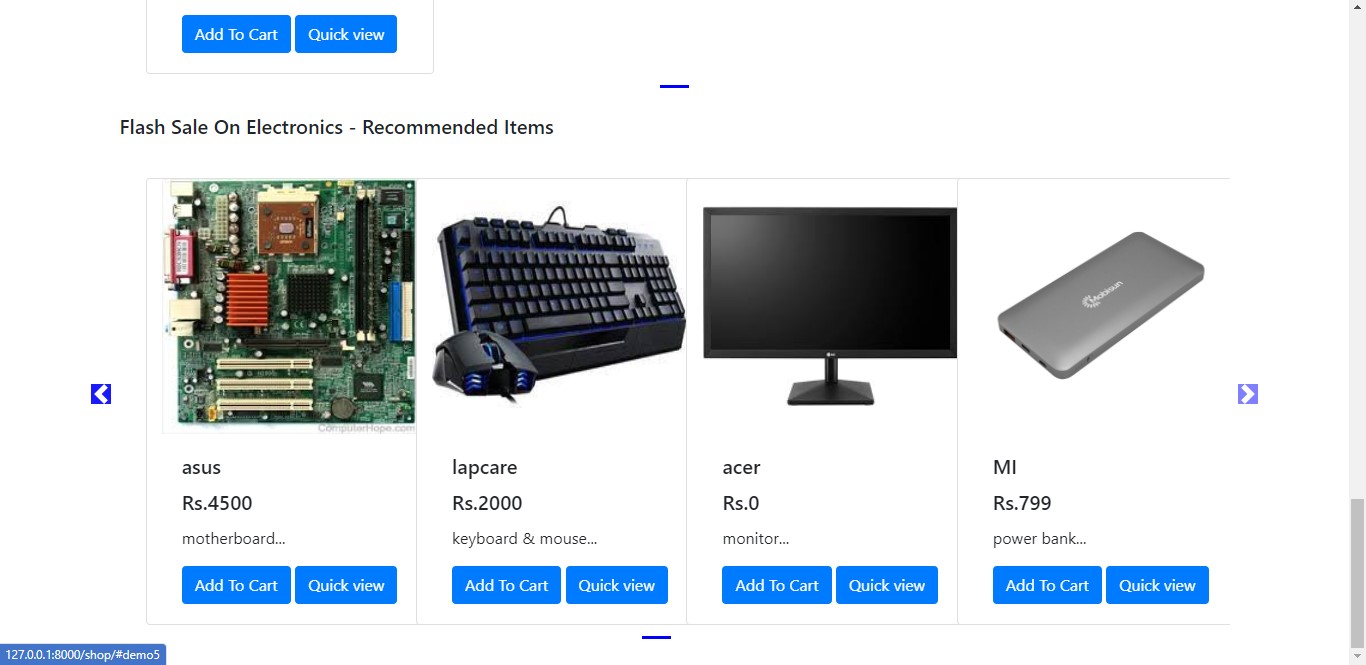 Add To Cart Quick view
Flash Sale On Electronics - Recommended Items
ComputerHope.com
Mobisun
asus
Rs.4500
motherboard...
Add To Cart Quick view
lapcare
Rs.2000
keyboard & mouse...
Add To Cart Quick view
acer
Rs.0
monitor...
Add To Cart Quick view
MI
Rs.799
power bank...
Add To Cart Quick view
127.0.0.1:8000/shop/#demo5